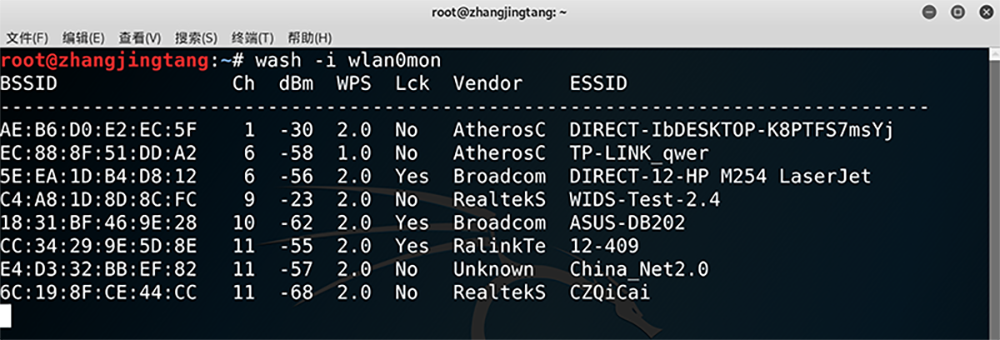 root@zhangjingtang: ~
文件(F) 编辑(E) 查看(V) 搜索(S) 终端(T) 帮助(H)
root@zhangjingtang:~# wash -i wlan0mon
BSSID Ch dBm WPS Lck Vendor ESSID
--------------------------------------------------------------------------------
AE:B6:D0:E2:EC:5F 1 -30 2.0 No AtherosC DIRECT-IbDESKTOP-K8PTFS7msYj
EC:88:8F:51:DD:A2 6 -58 1.0 No AtherosC TP-LINK_qwer
5E:EA:1D:B4:D8:12 6 -56 2.0 Yes Broadcom DIRECT-12-HP M254 LaserJet
C4:A8:1D:8D:8C:FC 9 -23 2.0 No RealtekS WIDS-Test-2.4
18:31:BF:46:9E:28 10 -62 2.0 Yes Broadcom ASUS-DB202
CC:34:29:9E:5D:8E 11 -55 2.0 Yes RalinkTe 12-409
E4:D3:32:BB:EF:82 11 -57 2.0 No Unknown China_Net2.0
6C:19:8F:CE:44:CC 11 -68 2.0 No RealtekS CZQiCai